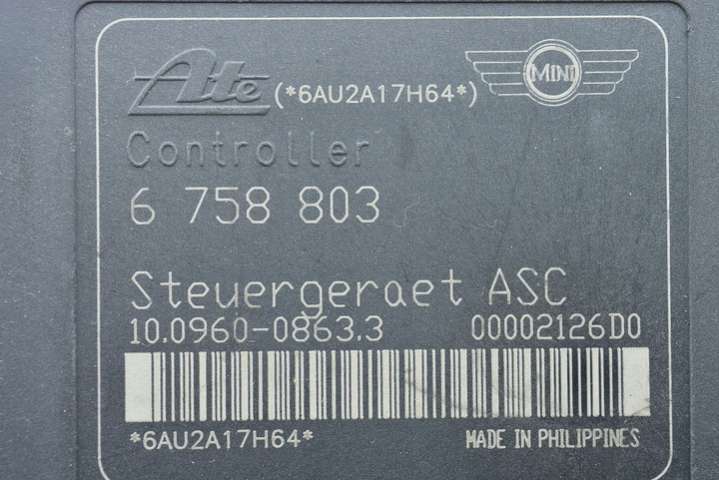 Ate (*6AU2A17H64*) MINI
Controller
6 758 803
Steuergeraet ASC
10.0960-0863.3 00002126D0
*6AU2A17H64* MADE IN PHILIPPINES